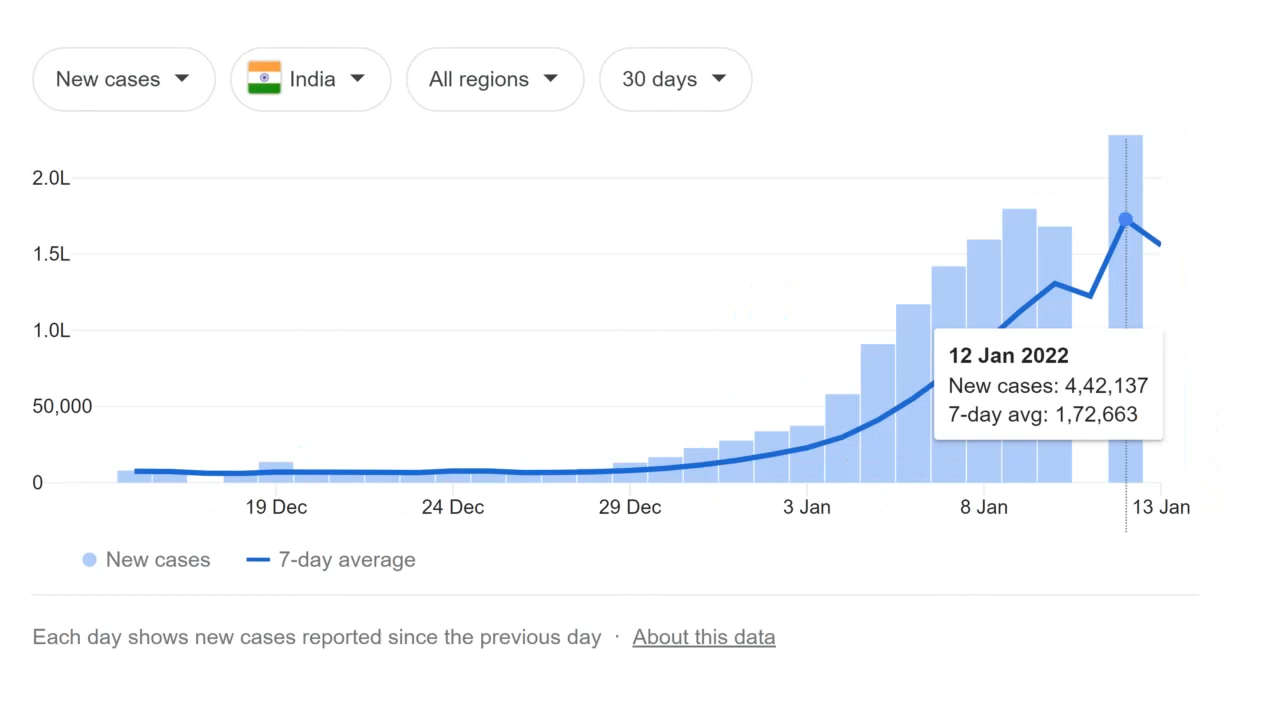 New cases India All regions 30 days
2.0L
1.5L
1.0L
50,000
0
12 Jan 2022
New cases: 4,42,137
7-day avg: 1,72,663
19 Dec 24 Dec 29 Dec 3 Jan 8 Jan 13 Jan
New cases 7-day average
Each day shows new cases reported since the previous day · About this data